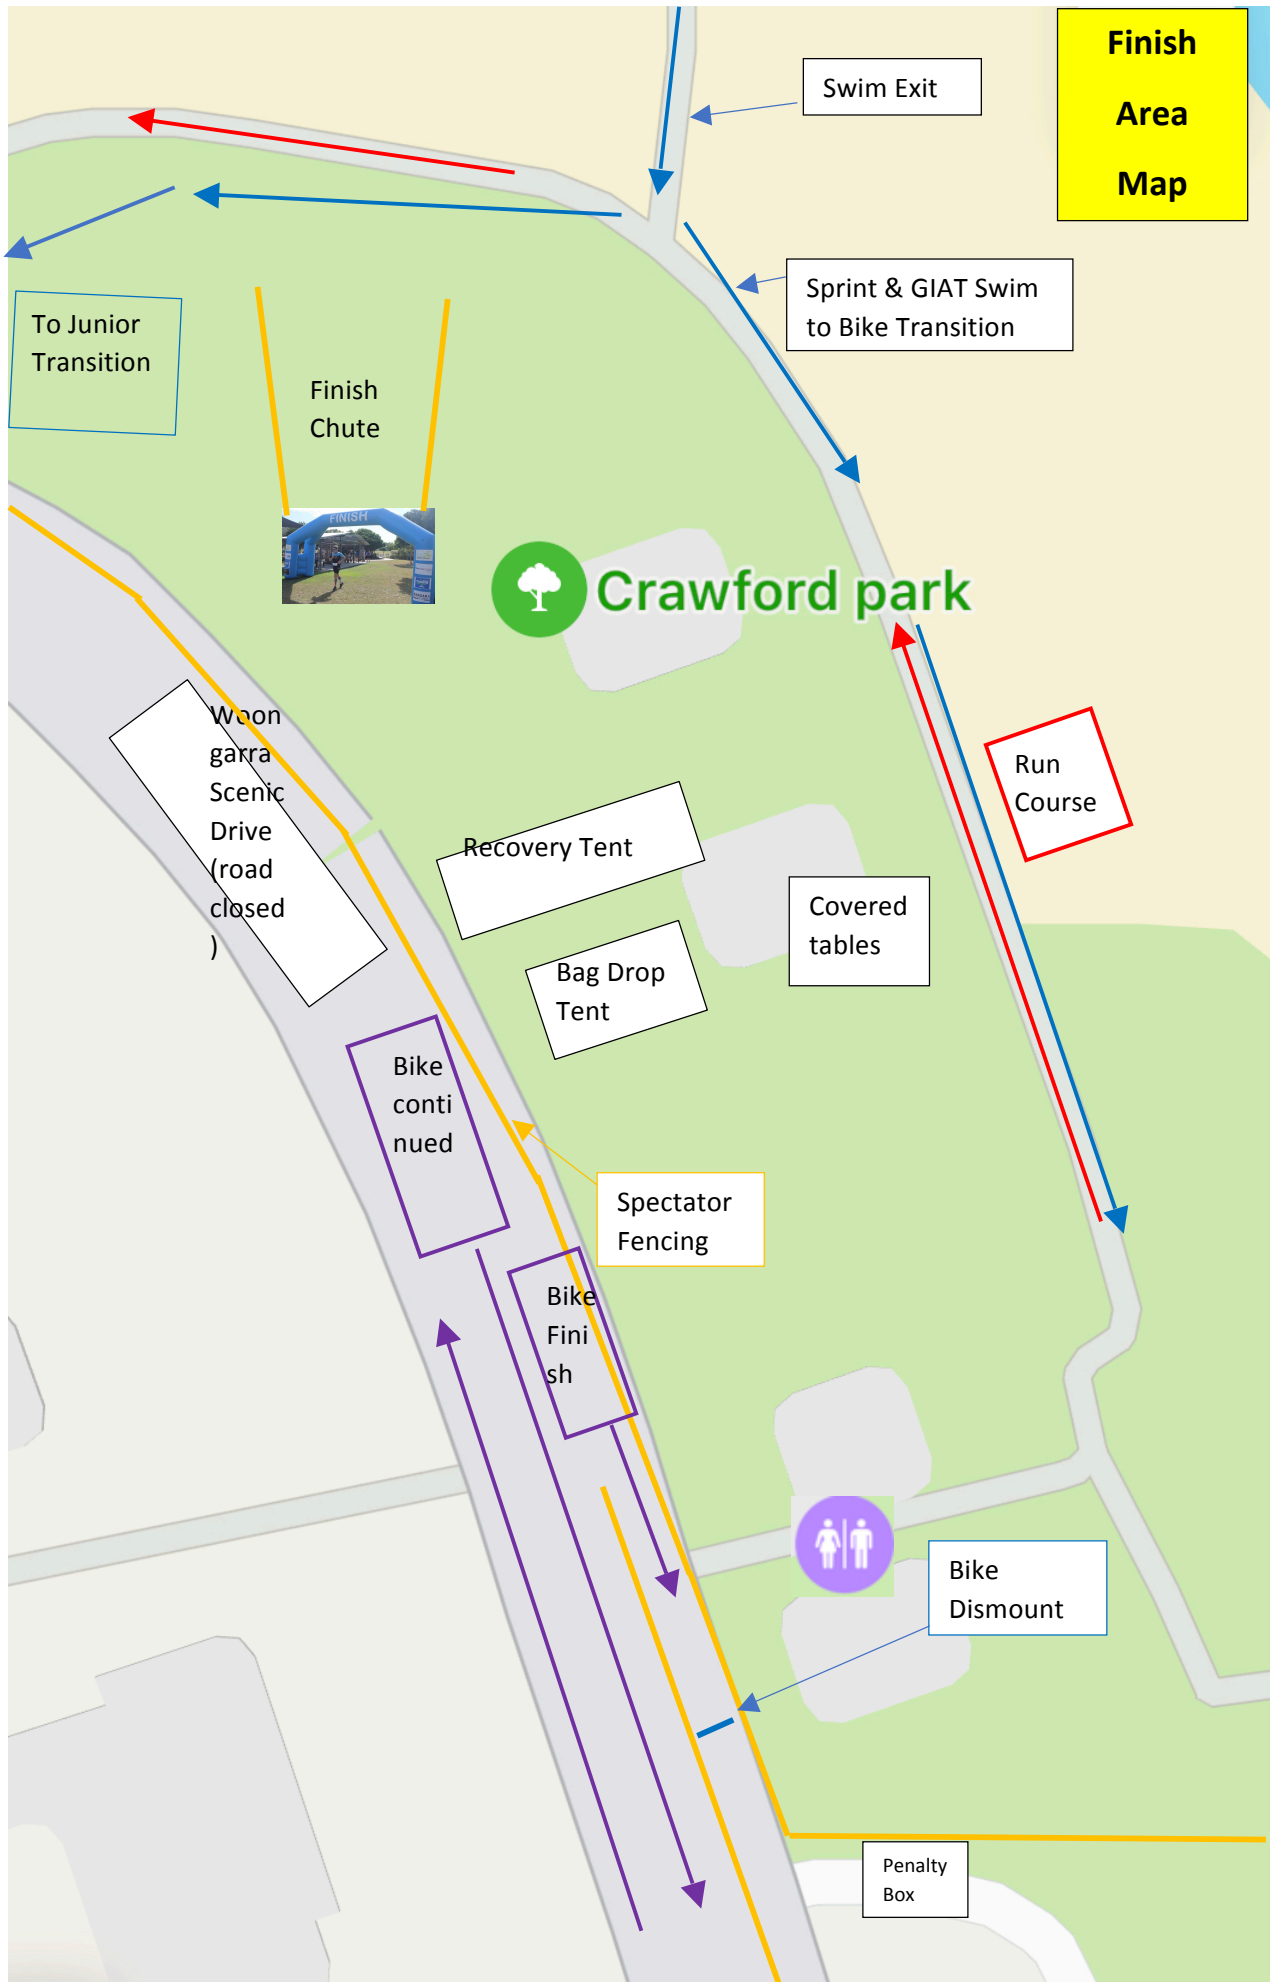 Finish
Area
Map
Swim Exit
Sprint & GIAT Swim
to Bike Transition
To Junior
Transition
Finish
Chute
FINISH
Crawford park
Woon
garra
Scenic
Drive
(road
closed
)
Run
Course
Recovery Tent
Covered
tables
Bag Drop
Tent
Bike
conti
nued
Spectator
Fencing
Bike
Fini
sh
Bike
Dismount
Penalty
Box